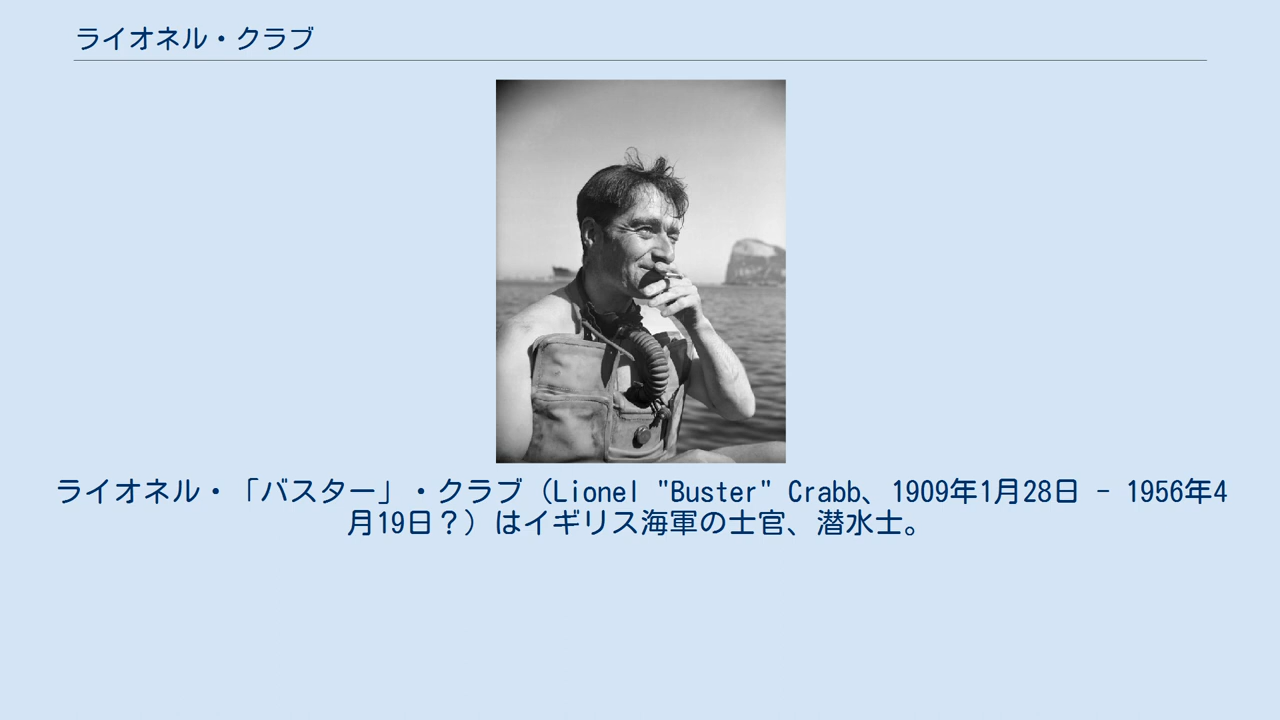 ライオネル・クラブ
ライオネル・「バスター」・クラブ（Lionel "Buster" Crabb、1909年1月28日 - 1956年4
月19日？）はイギリス海軍の士官、潜水士。